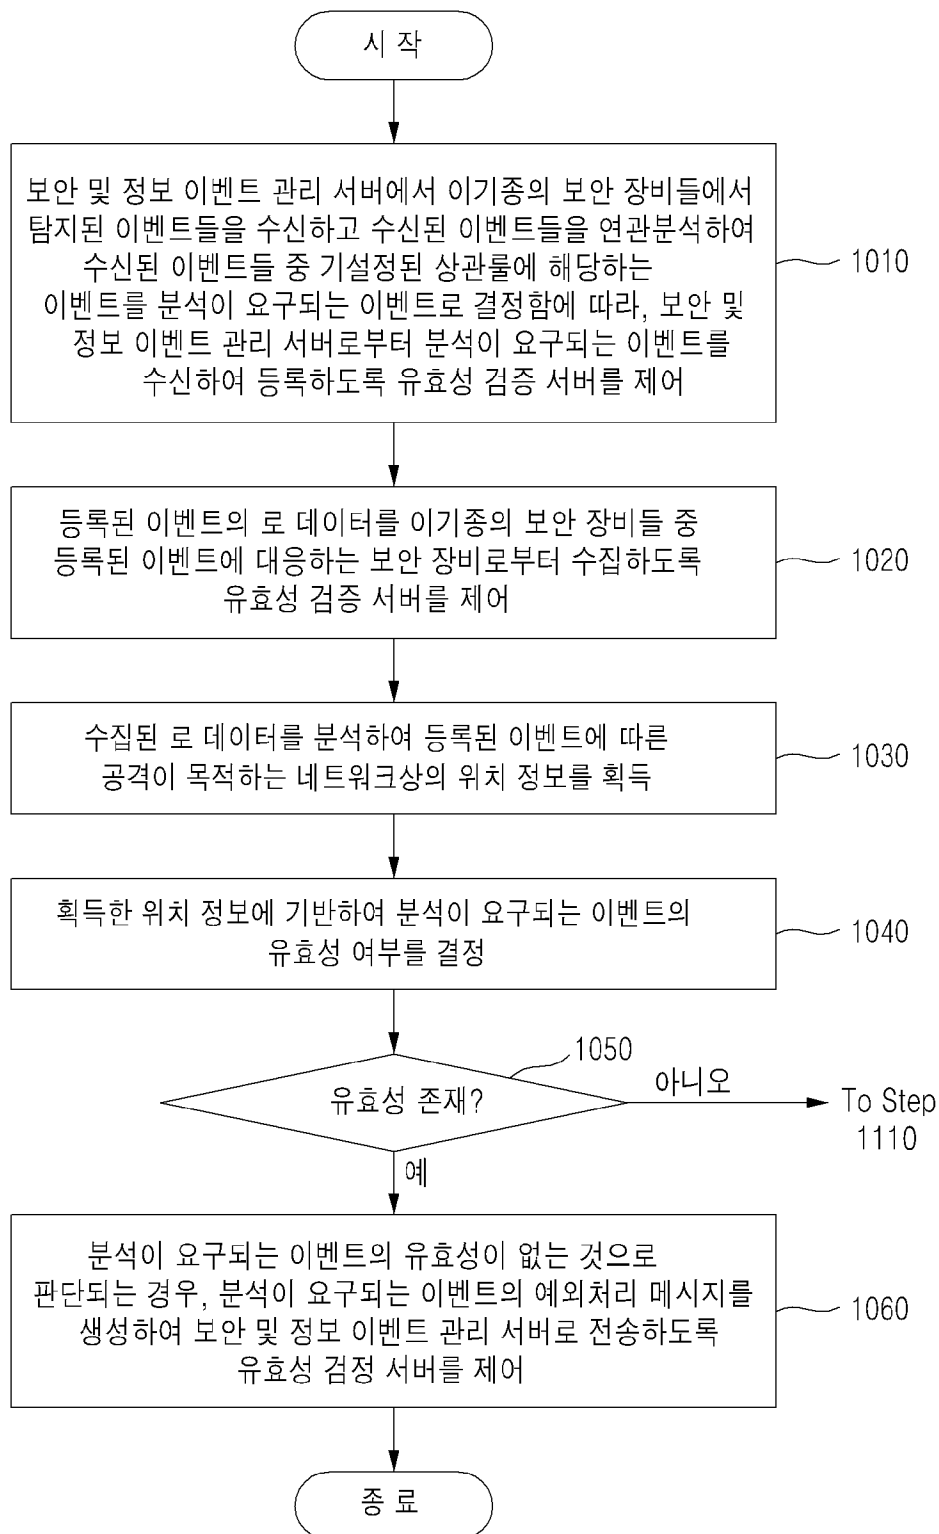 시 작
보안 및 정보 이벤트 관리 서버에서 이기종의 보안 장비들에서
탐지된 이벤트들을 수신하고 수신된 이벤트들을 연관분석하여
수신된 이벤트들 중 기설정된 상관룰에 해당하는
이벤트를 분석이 요구되는 이벤트로 결정함에 따라, 보안 및
정보 이벤트 관리 서버로부터 분석이 요구되는 이벤트를
수신하여 등록하도록 유효성 검증 서버를 제어
1010
등록된 이벤트의 로 데이터를 이기종의 보안 장비들 중
등록된 이벤트에 대응하는 보안 장비로부터 수집하도록
유효성 검증 서버를 제어
1020
수집된 로 데이터를 분석하여 등록된 이벤트에 따른
공격이 목적하는 네트워크상의 위치 정보를 획득
1030
획득한 위치 정보에 기반하여 분석이 요구되는 이벤트의
유효성 여부를 결정
1040
1050
유효성 존재?
아니오
To Step
1110
예
분석이 요구되는 이벤트의 유효성이 없는 것으로
판단되는 경우, 분석이 요구되는 이벤트의 예외처리 메시지를
생성하여 보안 및 정보 이벤트 관리 서버로 전송하도록
유효성 검정 서버를 제어
1060
종 료